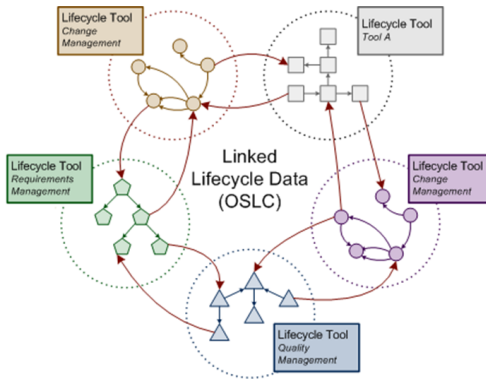 Lifecycle Tool
Change
Management
Lifecycle Tool
Tool A
Linked
Lifecycle Data
(OSLC)
Lifecycle Tool
Requirements
Management
Lifecycle Tool
Change
Management
Lifecycle Tool
Quality
Management